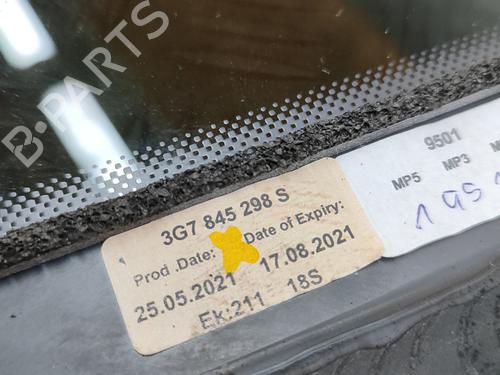 B-PARTS
3G7 845 298 S
Prod .Date: Date of Expiry:
25.05.2021 17.08.2021
Ek:211 18S
9501
MP5 MP3